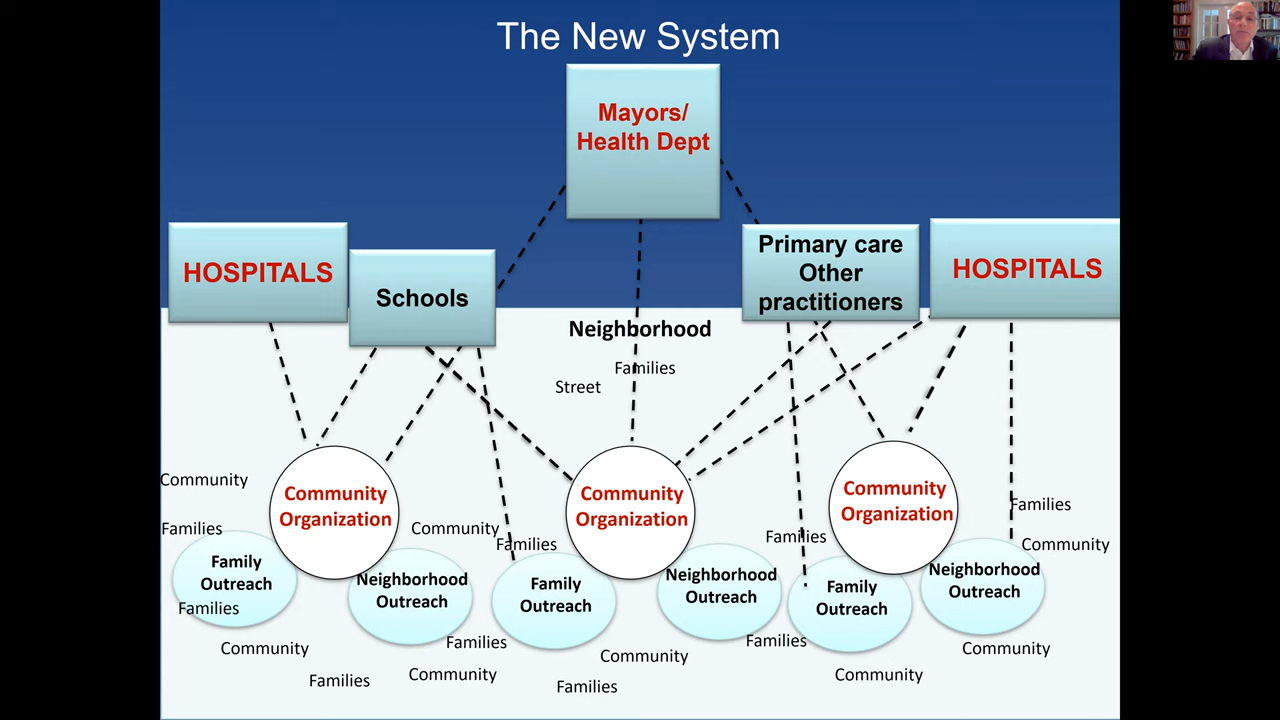 The New System
Mayors/
Health Dept
HOSPITALS
Schools
Primary care
Other
practitioners
HOSPITALS
Neighborhood
Families
Street
Community
Families
Community
Organization
Community
Families
Community
Organization
Families
Community
Organization
Families
Community
Family
Outreach
Families
Neighborhood
Outreach
Family
Outreach
Neighborhood
Outreach
Family
Outreach
Neighborhood
Outreach
Community
Families
Families
Community
Community
Families
Families
Community
Community